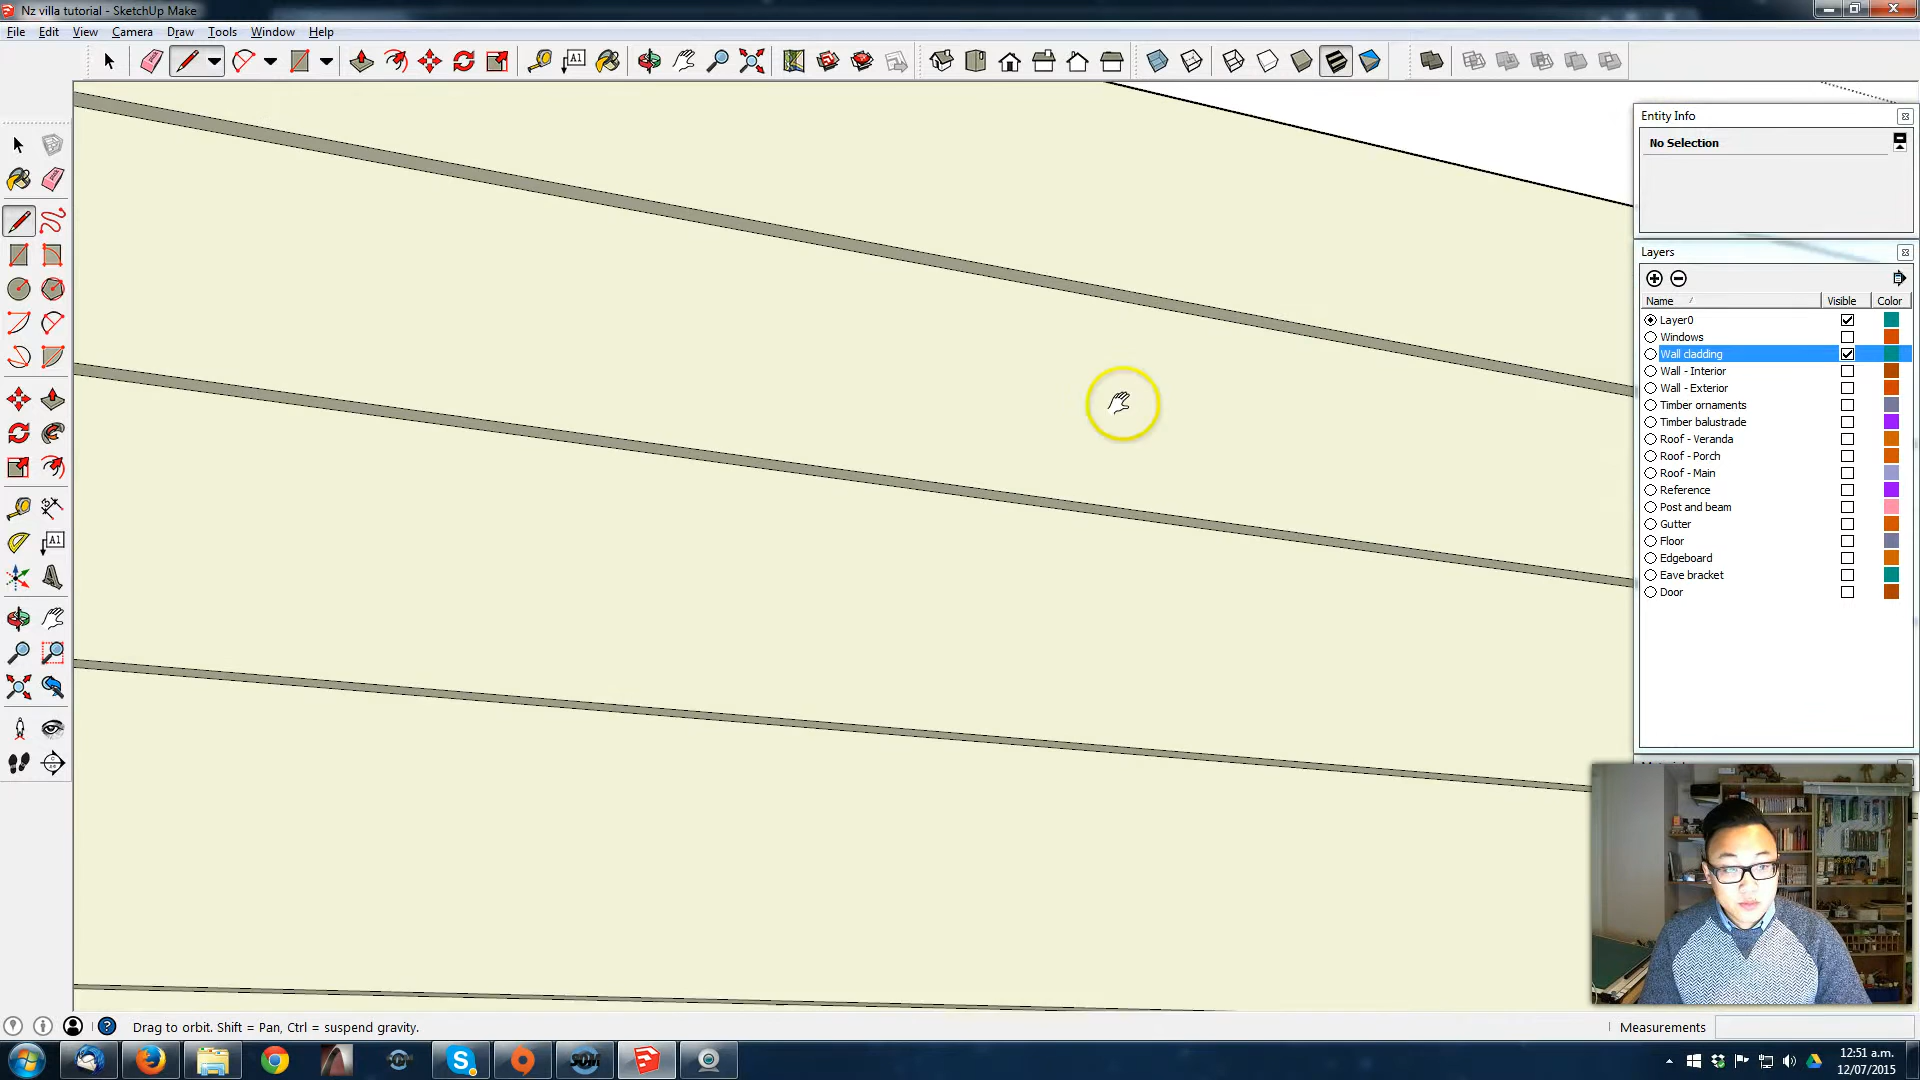 Nz villa tutorial - SketchUp Make
File Edit View Camera Draw Tools Window Help
A1
Entity Info
No Selection
Layers
Name Visible Color
Layer0
Windows
Wall cladding
Wall - Interior
Wall - Exterior
Timber ornaments
Timber balustrade
Roof - Veranda
Roof - Porch
Roof - Main
Reference
Post and beam
Gutter
Floor
Edgeboard
Eave bracket
Door
A1
Drag to orbit. Shift = Pan, Ctrl = suspend gravity.
Measurements
12:51 a.m.
12/07/2015